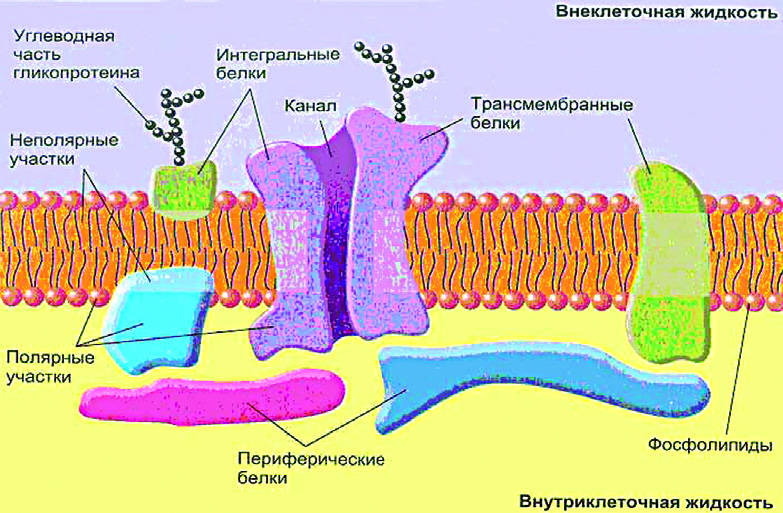 Внеклеточная жидкость
Углеводная
часть
гликопротеина
Интегральные
белки
Канал
Трансмембранные
белки
Неполярные
участки
Полярные
участки
Периферические
белки
Фосфолипиды
Внутриклеточная жидкость